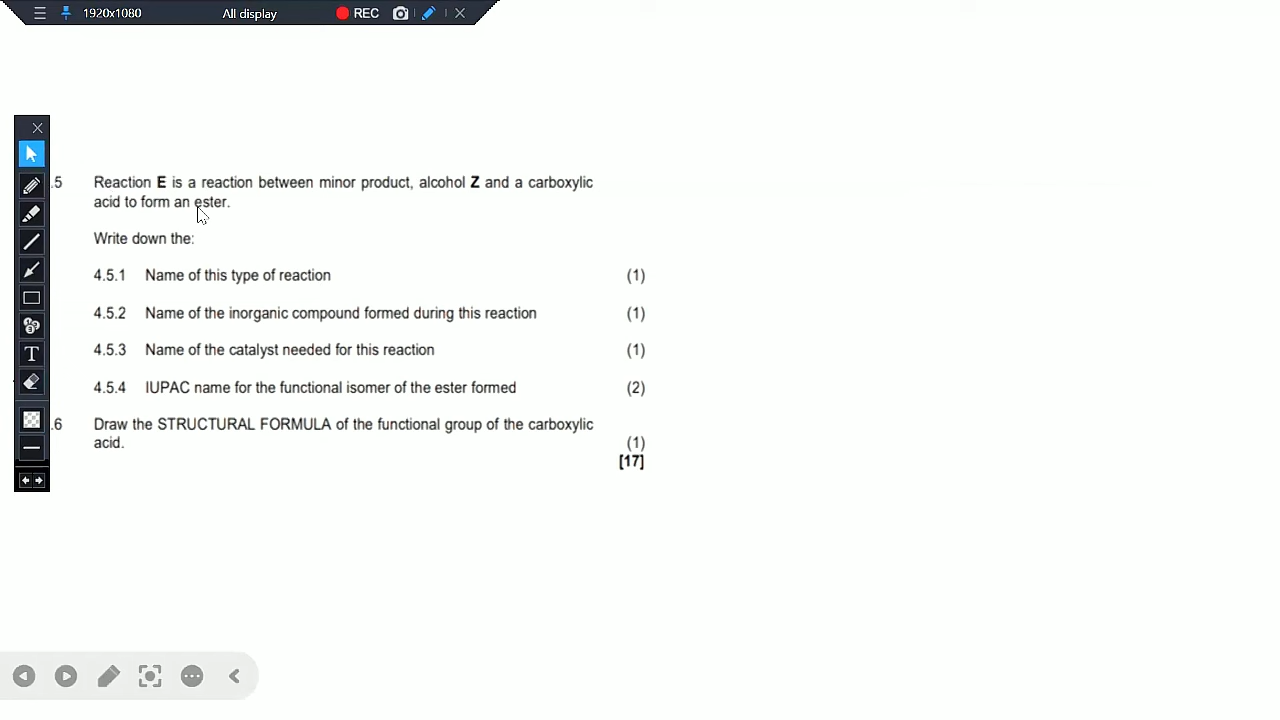 1920x1080 All display REC
.5 Reaction E is a reaction between minor product, alcohol Z and a carboxylic
acid to form an ester.
Write down the:
4.5.1 Name of this type of reaction (1)
4.5.2 Name of the inorganic compound formed during this reaction (1)
4.5.3 Name of the catalyst needed for this reaction (1)
4.5.4 IUPAC name for the functional isomer of the ester formed (2)
.6 Draw the STRUCTURAL FORMULA of the functional group of the carboxylic
acid. (1)
[17]
T